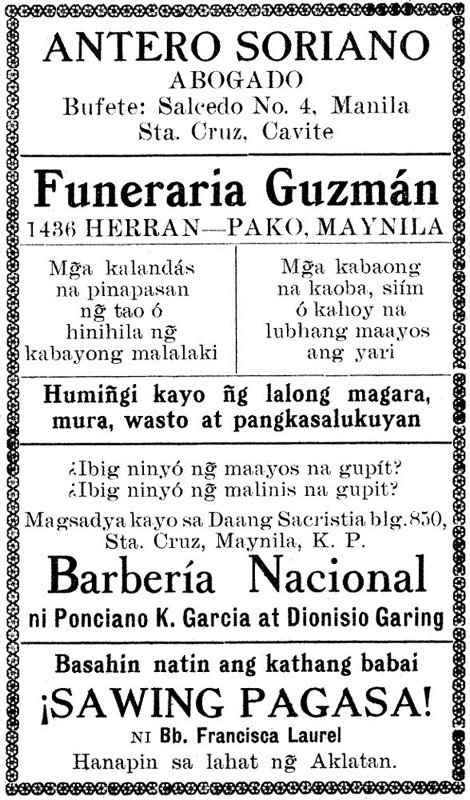 ANTERO SORIANO
ABOGADO
Bufete: Salcedo No. 4, Manila
Sta. Cruz, Cavite
Funeraria Guzmán
1436 HERRAN—PAKO, MAYNILA
Mg̃a kalandás
na pinapasan
ng̃ tao ó
hinihila ng̃
kabayong malalaki
Mg̃a kabaong
na kaoba, siím
ó kahoy na
lubhang maayos
ang yari
Humiñgi kayo ñg lalong magara,
mura, wasto at pangkasalukuyan
¿Ibig ninyó ng̃ maayos na gupít?
¿Ibig ninyó ng̃ malinis na gupit?
Magsadya kayo sa Daang Sacristia blg. 850,
Sta. Cruz, Maynila, K. P.
Barbería Nacional
ni Ponciano K. Garcia at Dionisio Garing
Basahin natin ang kathang babai
¡SAWING PAGASA!
NI Bb. Francisca Laurel
Hanapin sa lahat ng̃ Aklatan.